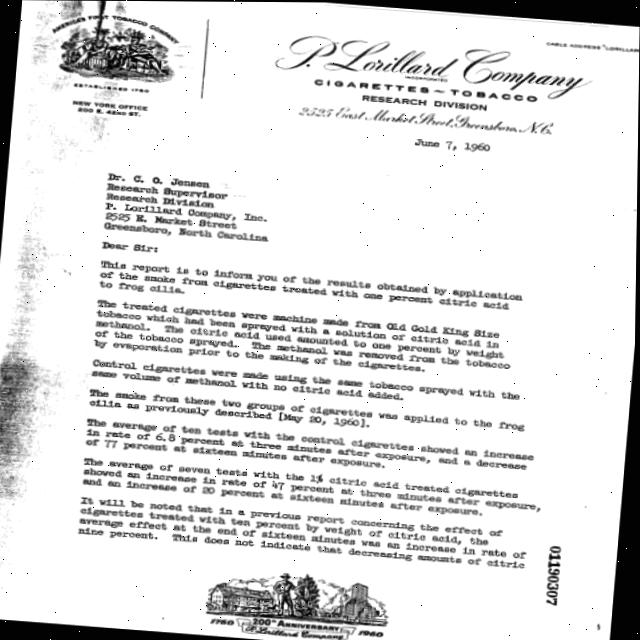 AMERICA'S FIRST TOBACCO COMPANY
ESTABLISHED 1760
NEW YORK OFFICE
200 E. 42ND ST.
CABLE ADDRESS "LORILLARD
P. Lorillard Company
INCORPORATED
CIGARETTES - TOBACCO
RESEARCH DIVISION
2525 East Market Street, Greensboro, N.C.
June 7, 1960
Dr. C. O. Jensen
Research Supervisor
Research Division
P. Lorillard Company, Inc.
2525 E. Market Street
Greensboro, North Carolina
Dear Sir:
This report is to inform you of the results obtained by application
of the smoke from cigarettes treated with one percent citric acid
to frog cilia.
The treated cigarettes were machine made from Old Gold King Size
tobacco which had been sprayed with a solution of citric acid in
methanol. The citric acid used amounted to one percent by weight
of the tobacco sprayed. The methanol was removed from the tobacco
by evaporation prior to the making of the cigarettes.
Control cigarettes were made using the same tobacco sprayed with the
same volume of methanol with no citric acid added.
The smoke from these two groups of cigarettes was applied to the frog
cilia as previously described [May 20, 1960].
The average of ten tests with the control cigarettes showed an increase
in rate of 6.8 percent at three minutes after exposure, and a decrease
of 77 percent at sixteen minutes after exposure.
The average of seven tests with the 1% citric acid treated cigarettes
showed an increase in rate of 47 percent at three minutes after exposure,
and an increase of 20 percent at sixteen minutes after exposure.
It will be noted that in a previous report concerning the effect of
cigarettes treated with ten percent by weight of citric acid, the
average effect at the end of sixteen minutes was an increase in rate of
nine percent. This does not indicate that decreasing amounts of citric
01190307
1760 200th ANNIVERSARY 1960
P. Lorillard Company